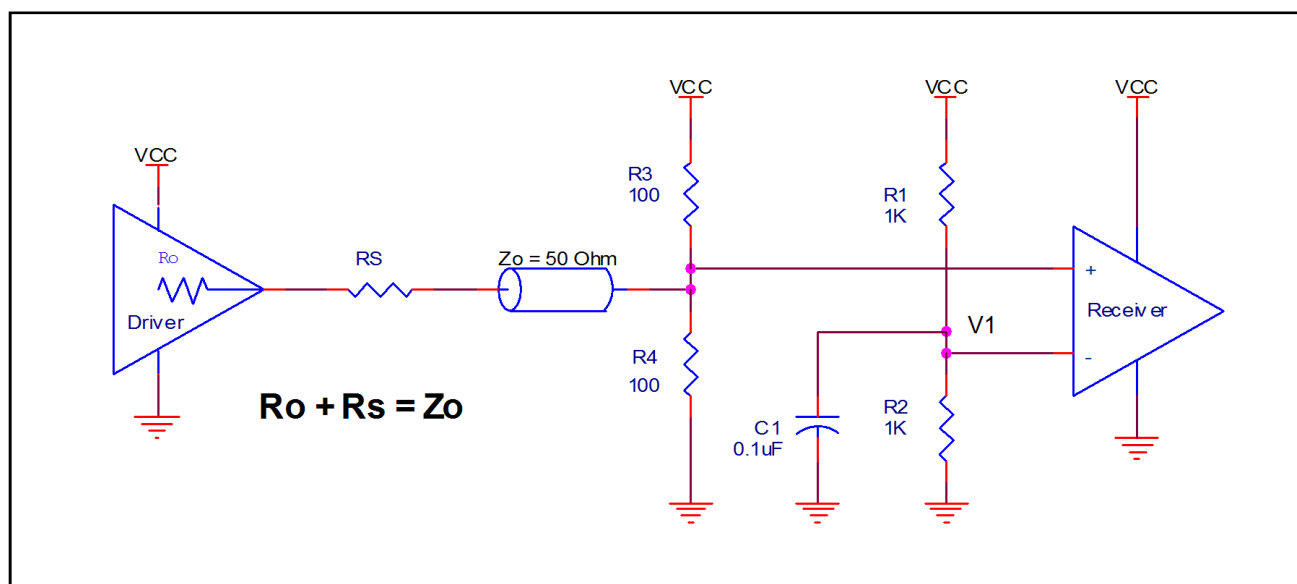 VCC
VCC
VCC
VCC
R3
100
R1
1K
Ro
RS
Zo = 50 Ohm
+
Driver
Receiver
V1
-
R4
100
Ro + Rs = Zo
C1
0.1uF
R2
1K